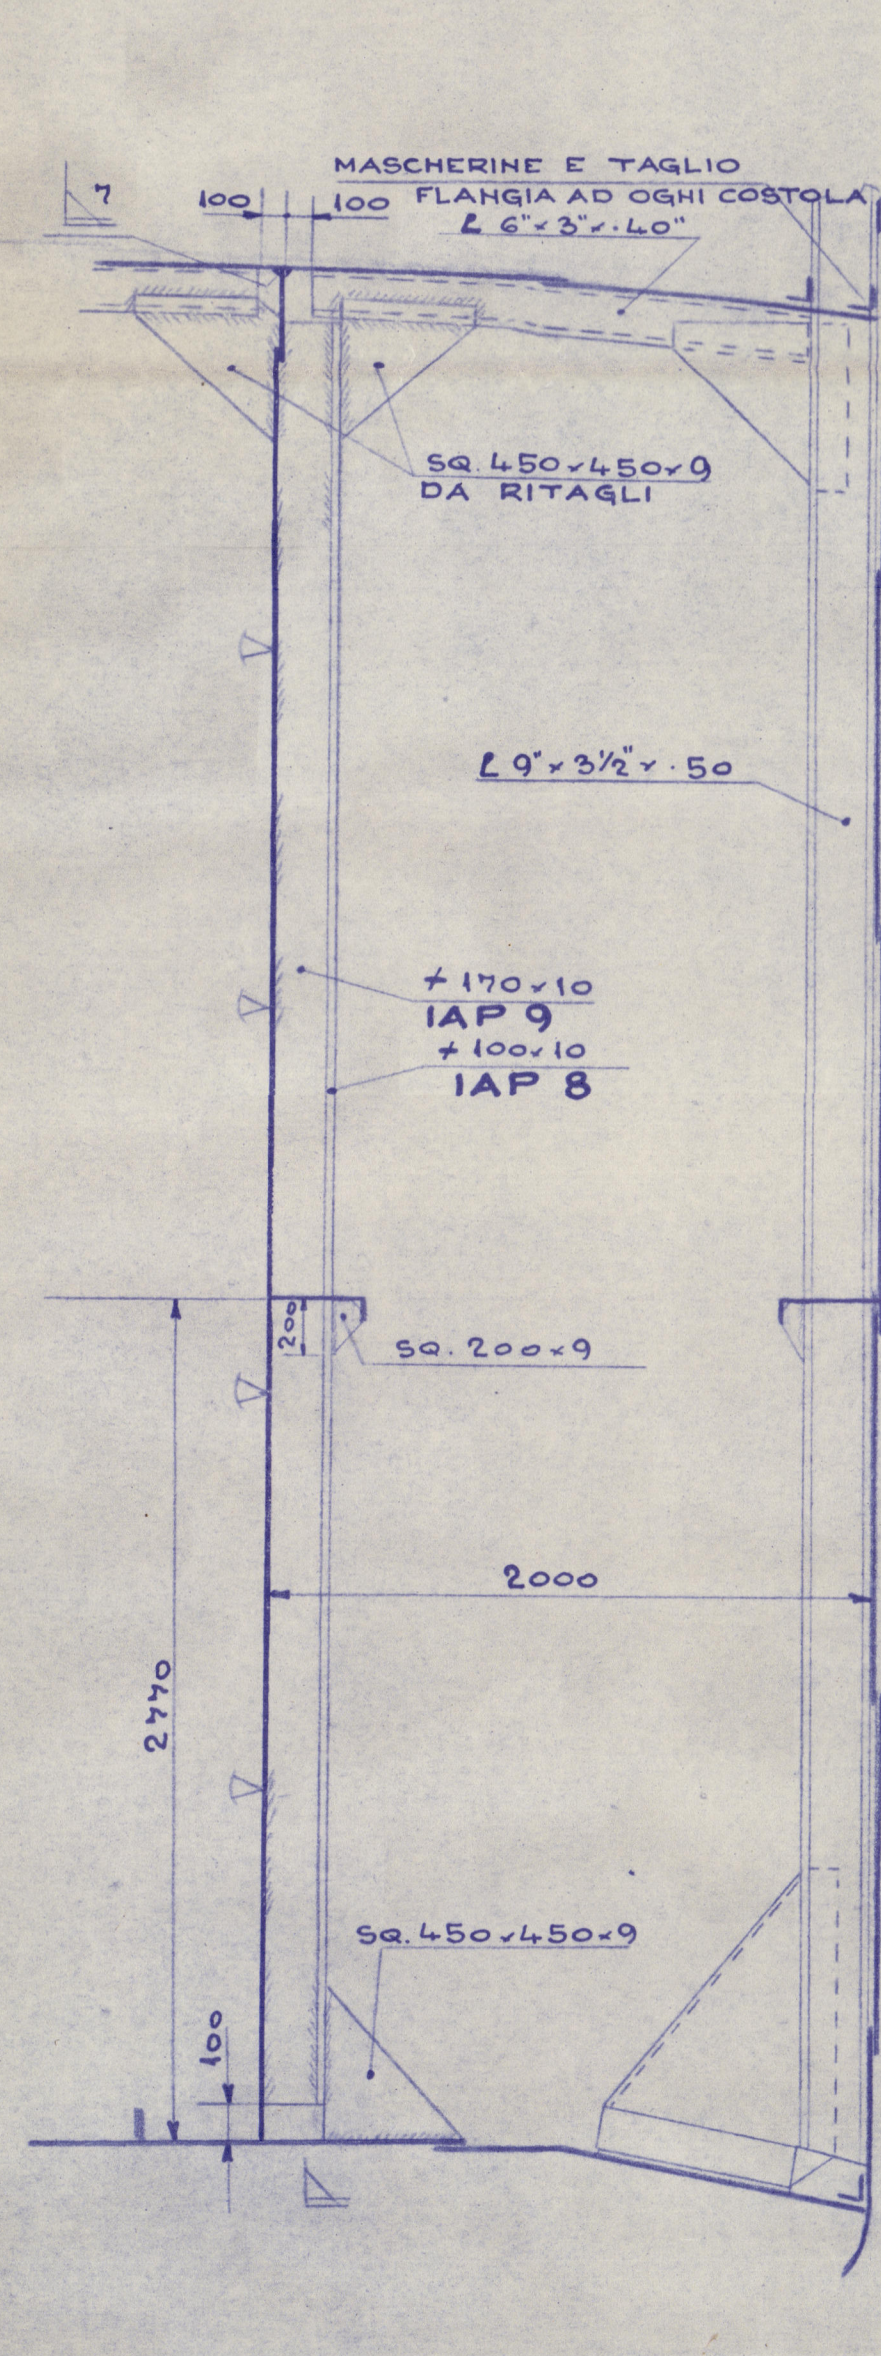 MASCHERINE E TAGLIO
FLANGIA AD OGNI COSTOLA
7
100
100
L 6"×3"×.40"
SQ. 450×450×9
DA RITAGLI
L 9"×3½"×.50
≠ 170×10
IAP 9
≠ 100×10
IAP 8
200
SQ. 200×9
2000
2770
SQ. 450×450×9
100